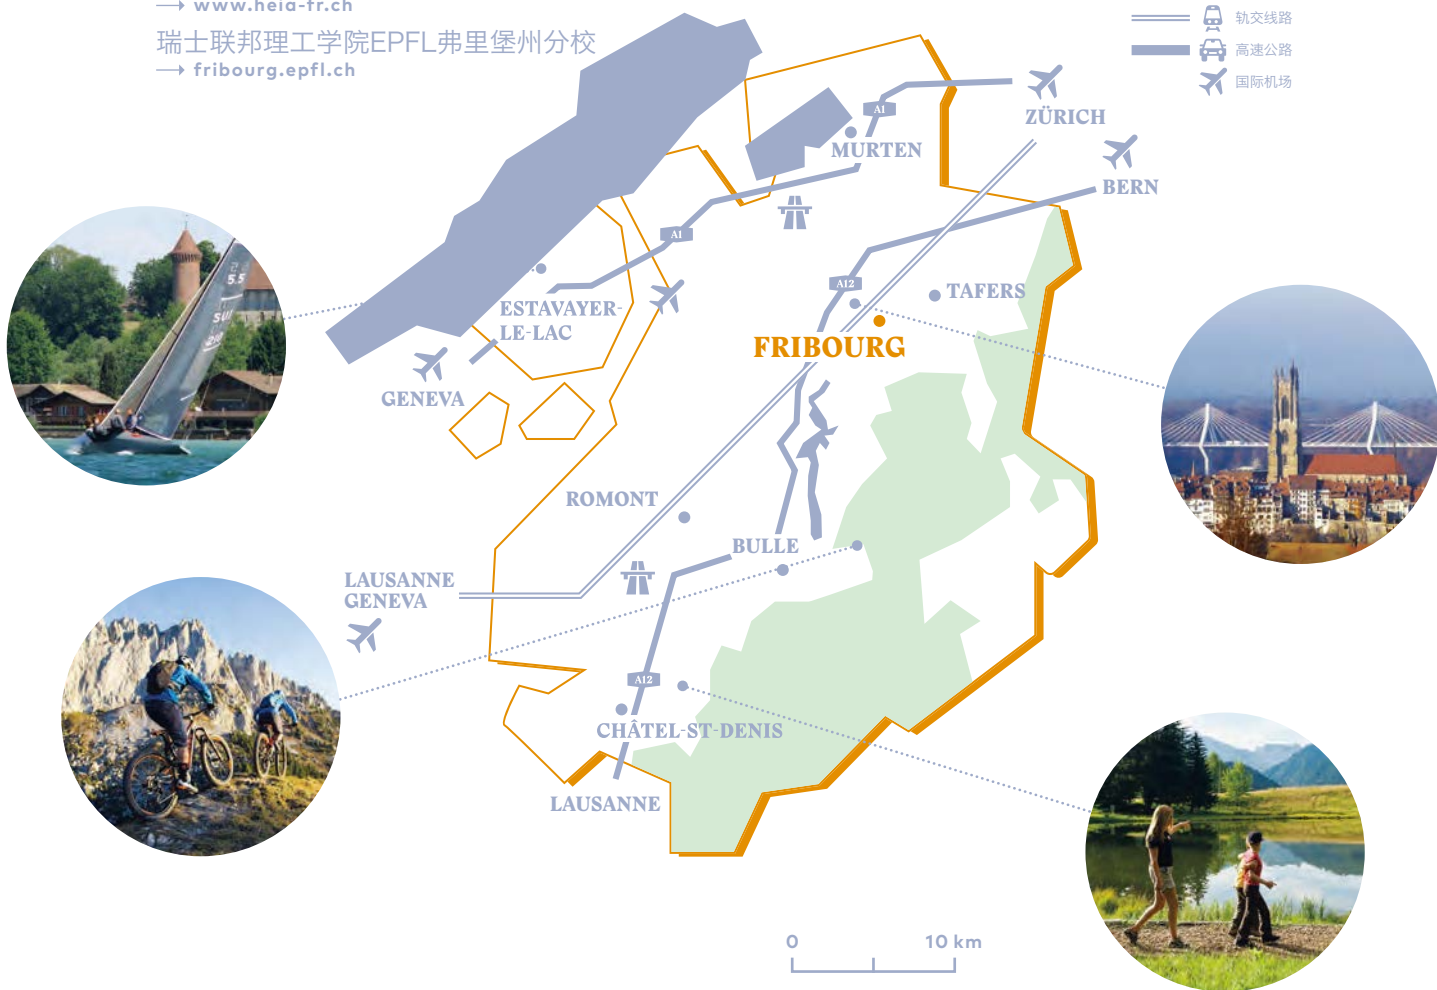 → www.heia-fr.ch
瑞士联邦理工学院EPFL弗里堡州分校
→ fribourg.epfl.ch
轨交线路
高速公路
国际机场
A1
ZÜRICH
MURTEN
BERN
A1
A12
TAFERS
ESTAVAYER-
LE-LAC
FRIBOURG
GENEVA
ROMONT
BULLE
LAUSANNE
GENEVA
A12
CHÂTEL-ST-DENIS
LAUSANNE
0 10 km